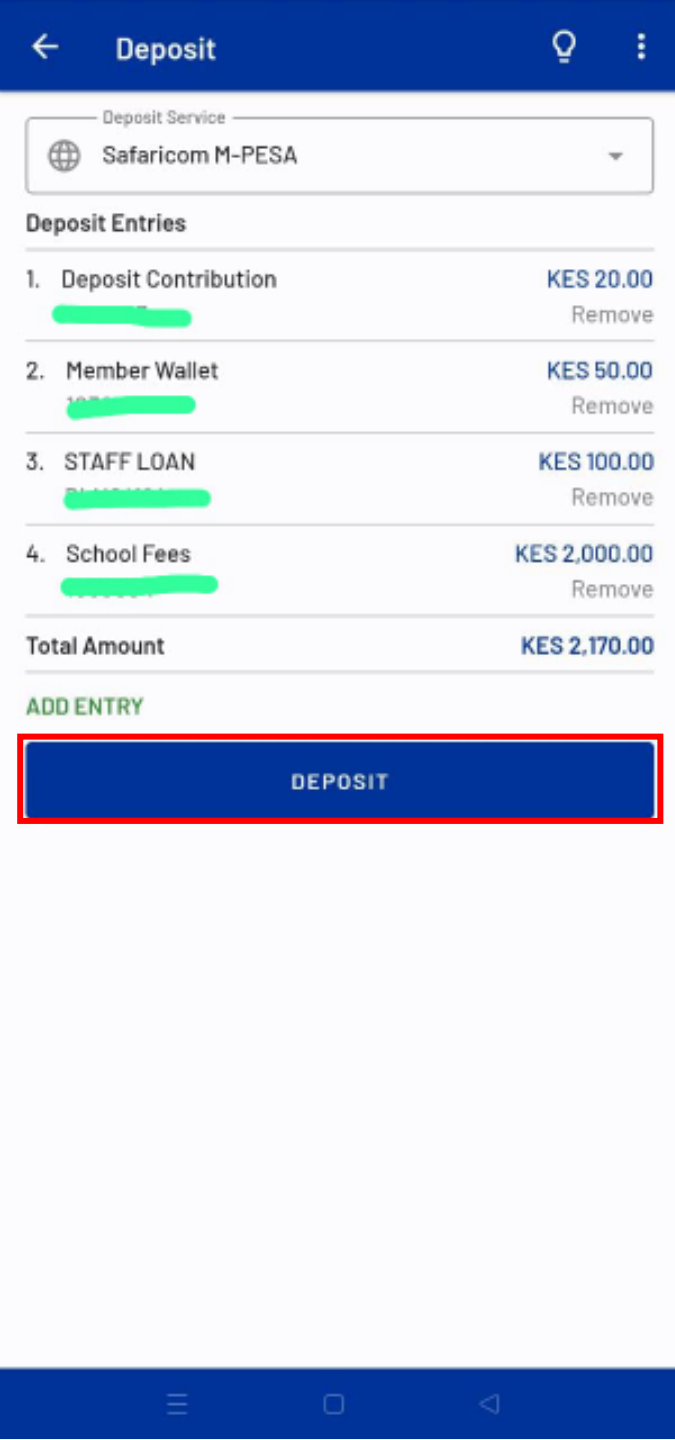 Deposit
Deposit Service
Safaricom M-PESA
Deposit Entries
1. Deposit Contribution KES 20.00
Remove
2. Member Wallet KES 50.00
Remove
3. STAFF LOAN KES 100.00
Remove
4. School Fees KES 2,000.00
Remove
Total Amount KES 2,170.00
ADD ENTRY
DEPOSIT